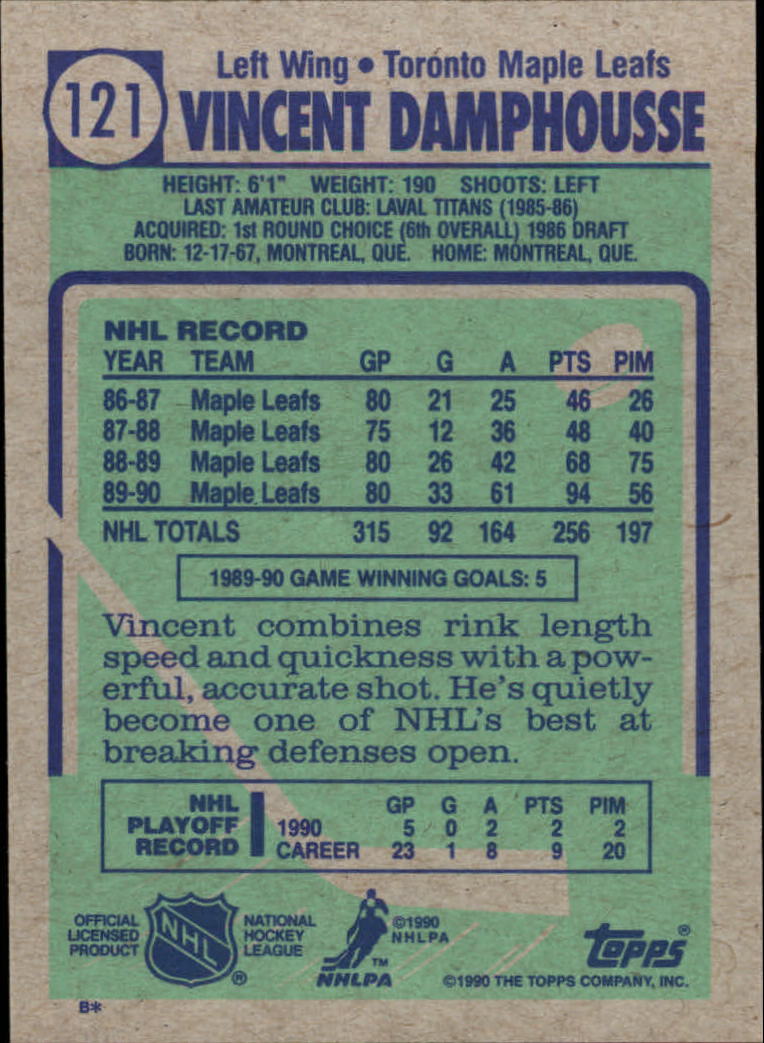 121
Left Wing • Toronto Maple Leafs
VINCENT DAMPHOUSSE
HEIGHT: 6'1" WEIGHT: 190 SHOOTS: LEFT
LAST AMATEUR CLUB: LAVAL TITANS (1985-86)
ACQUIRED: 1st ROUND CHOICE (6th OVERALL) 1986 DRAFT
BORN: 12-17-67, MONTREAL, QUE. HOME: MONTREAL, QUE.
NHL RECORD
YEAR TEAM GP G A PTS PIM
86-87 Maple Leafs 80 21 25 46 26
87-88 Maple Leafs 75 12 36 48 40
88-89 Maple Leafs 80 26 42 68 75
89-90 Maple Leafs 80 33 61 94 56
NHL TOTALS 315 92 164 256 197
1989-90 GAME WINNING GOALS: 5
Vincent combines rink length
speed and quickness with a pow-
erful, accurate shot. He's quietly
become one of NHL's best at
breaking defenses open.
NHL PLAYOFF RECORD
GP G A PTS PIM
1990 5 0 2 2 2
CAREER 23 1 8 9 20
OFFICIAL
LICENSED
PRODUCT
NHL
®
NATIONAL
HOCKEY
LEAGUE
™
NHLPA
©1990
NHLPA
topps®
©1990 THE TOPPS COMPANY, INC.
B*